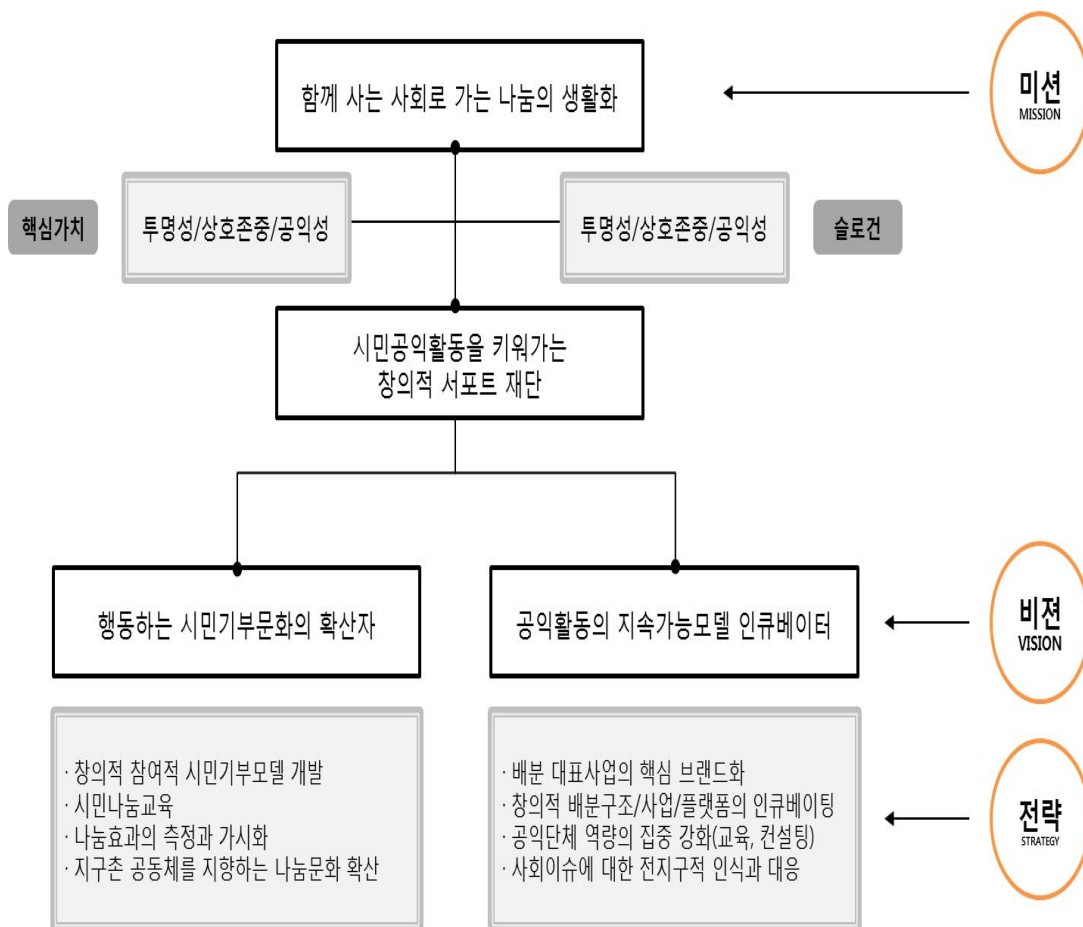 함께 사는 사회로 가는 나눔의 생활화
미션
MISSION
핵심가치
투명성/상호존중/공익성
투명성/상호존중/공익성
슬로건
시민공익활동을 키워가는
창의적 서포트 재단
행동하는 시민기부문화의 확산자
공익활동의 지속가능모델 인큐베이터
비젼
VISION
· 창의적 참여적 시민기부모델 개발
· 시민나눔교육
· 나눔효과의 측정과 가시화
· 지구촌 공동체를 지향하는 나눔문화 확산
· 배분 대표사업의 핵심 브랜드화
· 창의적 배분구조/사업/플랫폼의 인큐베이팅
· 공익단체 역량의 집중 강화(교육, 컨설팅)
· 사회이슈에 대한 전지구적 인식과 대응
전략
STRATEGY